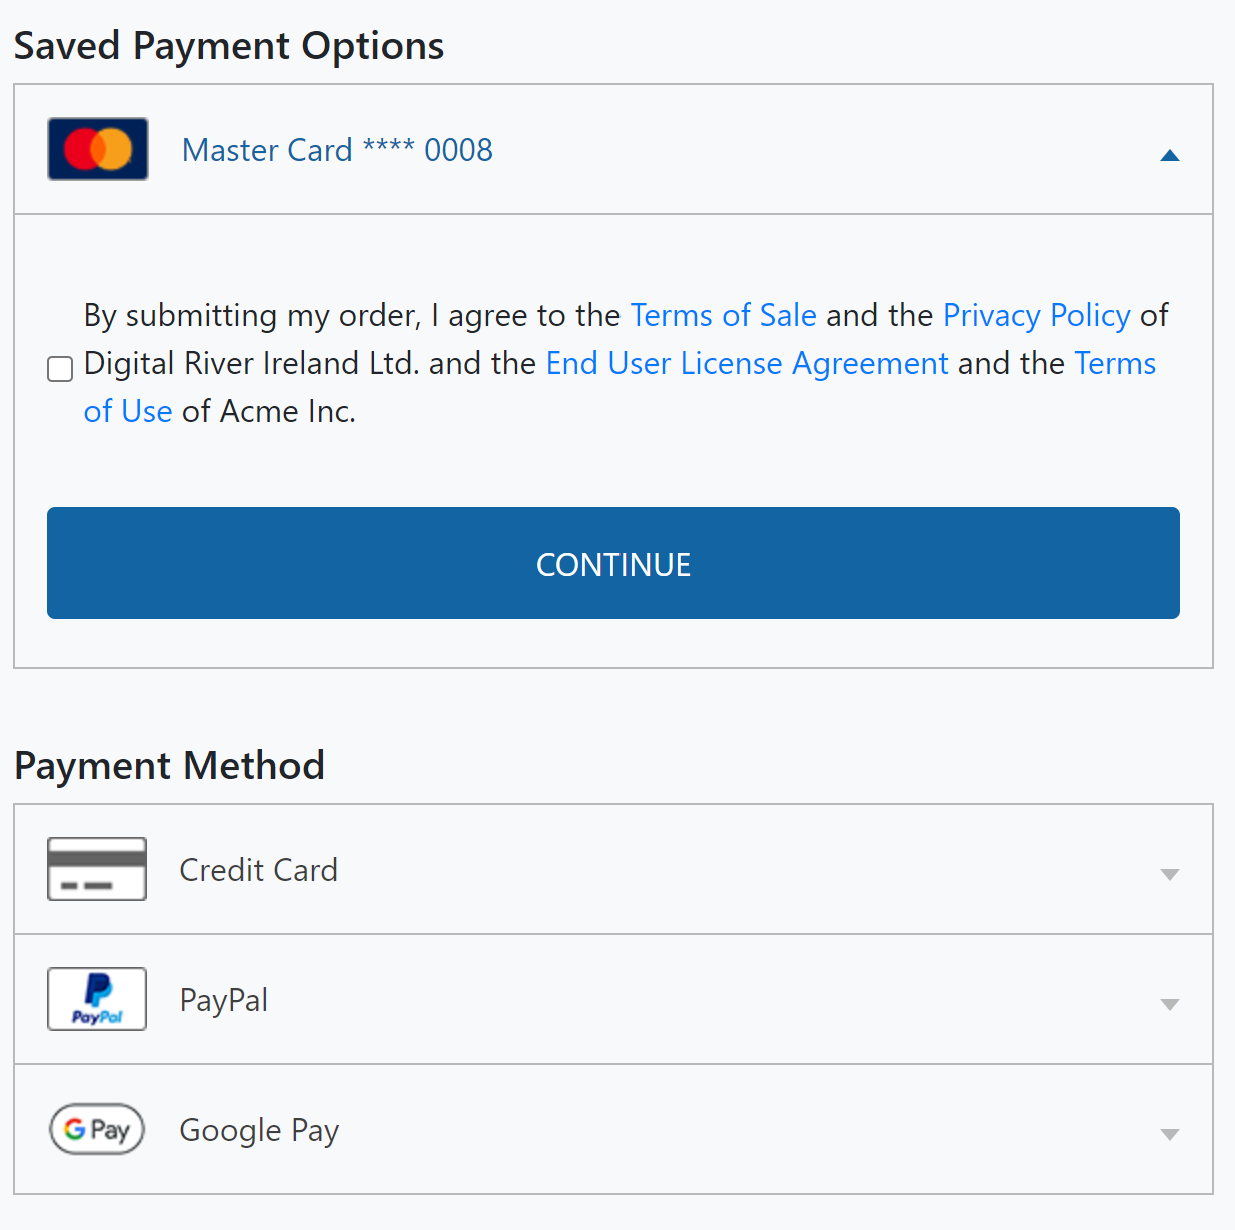 Saved Payment Options
Master Card **** 0008
By submitting my order, I agree to the Terms of Sale and the Privacy Policy of
Digital River Ireland Ltd. and the End User License Agreement and the Terms
of Use of Acme Inc.
CONTINUE
Payment Method
Credit Card
PayPal
PayPal
G Pay
Google Pay